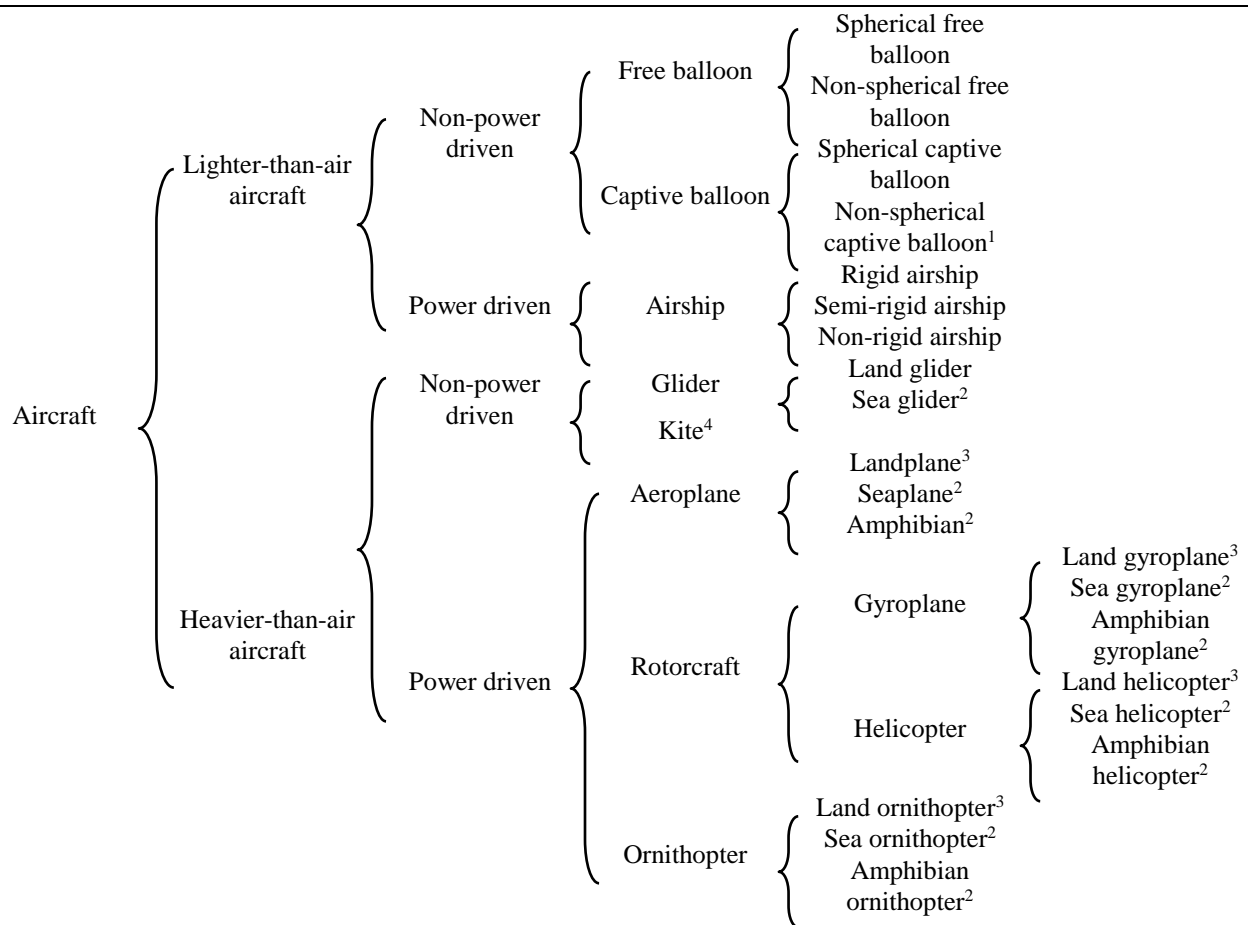 Aircraft
Lighter-than-air
aircraft
Non-power
driven
Free balloon
Spherical free
balloon
Non-spherical free
balloon
Captive balloon
Spherical captive
balloon
Non-spherical
captive balloon¹
Power driven
Airship
Rigid airship
Semi-rigid airship
Non-rigid airship
Heavier-than-air
aircraft
Non-power
driven
Glider
Land glider
Sea glider²
Kite⁴
Power driven
Aeroplane
Landplane³
Seaplane²
Amphibian²
Rotorcraft
Gyroplane
Land gyroplane³
Sea gyroplane²
Amphibian
gyroplane²
Helicopter
Land helicopter³
Sea helicopter²
Amphibian
helicopter²
Ornithopter
Land ornithopter³
Sea ornithopter²
Amphibian
ornithopter²